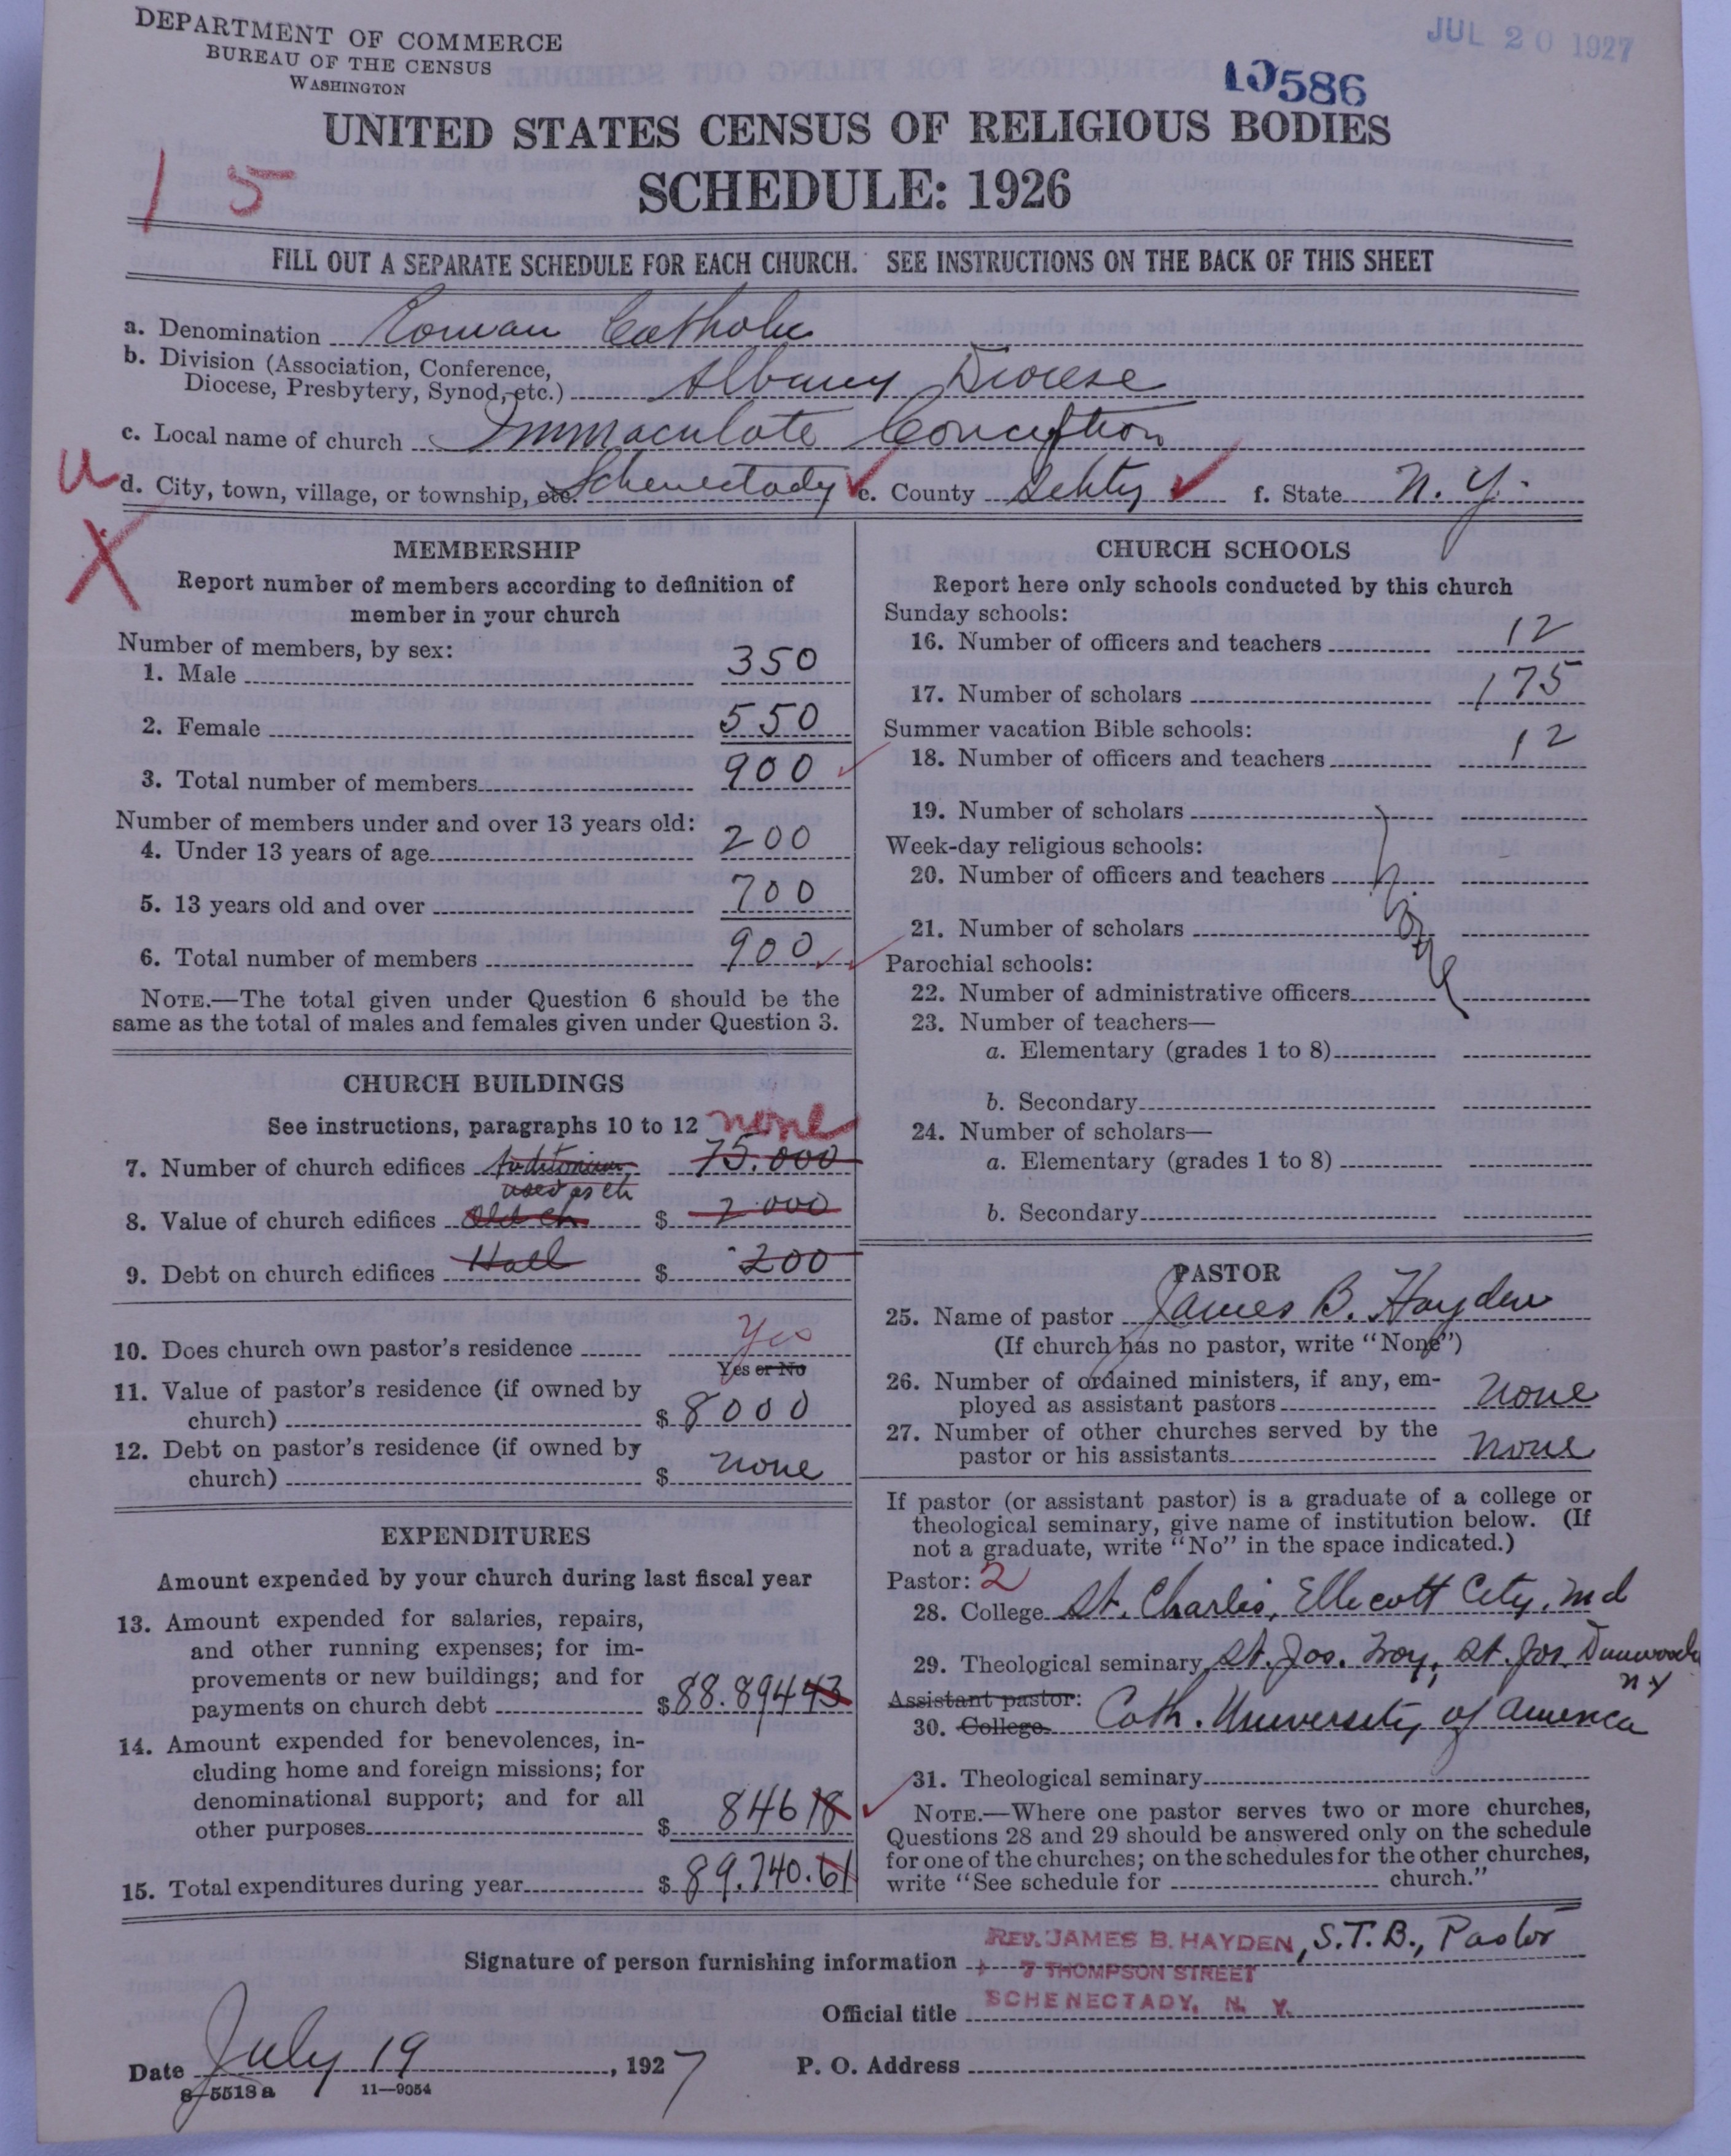 DEPARTMENT OF COMMERCE
BUREAU OF THE CENSUS
WASHINGTON
JUL 20 1927
10586
UNITED STATES CENSUS OF RELIGIOUS BODIES
SCHEDULE: 1926
1 5
FILL OUT A SEPARATE SCHEDULE FOR EACH CHURCH. SEE INSTRUCTIONS ON THE BACK OF THIS SHEET
a. Denomination Roman Catholic
b. Division (Association, Conference,
Diocese, Presbytery, Synod, etc.) Albany Diocese
c. Local name of church Immaculate Conception
u d. City, town, village, or township, etc. Schenectady e. County Schty f. State N.Y.
X
MEMBERSHIP
Report number of members according to definition of
member in your church
Number of members, by sex:
1. Male 350
2. Female 550
3. Total number of members 900
Number of members under and over 13 years old:
4. Under 13 years of age 200
5. 13 years old and over 700
6. Total number of members 900
NOTE.—The total given under Question 6 should be the
same as the total of males and females given under Question 3.
CHURCH BUILDINGS
See instructions, paragraphs 10 to 12 none
7. Number of church edifices Auditorium 75.000
used as ch
8. Value of church edifices Old Ch $ 2000
9. Debt on church edifices Hall $ 200
10. Does church own pastor's residence Yes
Yes or No
11. Value of pastor's residence (if owned by
church) $ 8000
12. Debt on pastor's residence (if owned by
church) $ none
EXPENDITURES
Amount expended by your church during last fiscal year
13. Amount expended for salaries, repairs,
and other running expenses; for im-
provements or new buildings; and for
payments on church debt $ 88.894 43
14. Amount expended for benevolences, in-
cluding home and foreign missions; for
denominational support; and for all
other purposes $ 846 18
15. Total expenditures during year $ 89.740.61
CHURCH SCHOOLS
Report here only schools conducted by this church
Sunday schools:
16. Number of officers and teachers 12
17. Number of scholars 175
Summer vacation Bible schools:
18. Number of officers and teachers 12
19. Number of scholars
Week-day religious schools:
20. Number of officers and teachers
none
21. Number of scholars
Parochial schools:
22. Number of administrative officers
23. Number of teachers—
a. Elementary (grades 1 to 8)
b. Secondary
24. Number of scholars—
a. Elementary (grades 1 to 8)
b. Secondary
PASTOR
25. Name of pastor James B. Hayden
(If church has no pastor, write "None")
26. Number of ordained ministers, if any, em-
ployed as assistant pastors none
27. Number of other churches served by the
pastor or his assistants none
If pastor (or assistant pastor) is a graduate of a college or
theological seminary, give name of institution below. (If
not a graduate, write "No" in the space indicated.)
Pastor: 2
28. College St. Charles, Ellicott City, Md
29. Theological seminary St. Jos. Troy, St. Jos. Dunwoodie
N.Y
Assistant pastor:
30. College Cath. University of America
31. Theological seminary
NOTE.—Where one pastor serves two or more churches,
Questions 28 and 29 should be answered only on the schedule
for one of the churches; on the schedules for the other churches,
write "See schedule for church."
Signature of person furnishing information REV. JAMES B. HAYDEN, S.T.B., Pastor
7 THOMPSON STREET
Official title SCHENECTADY, N. Y.
Date July 19, 1927 P. O. Address
8-5518a 11—9054